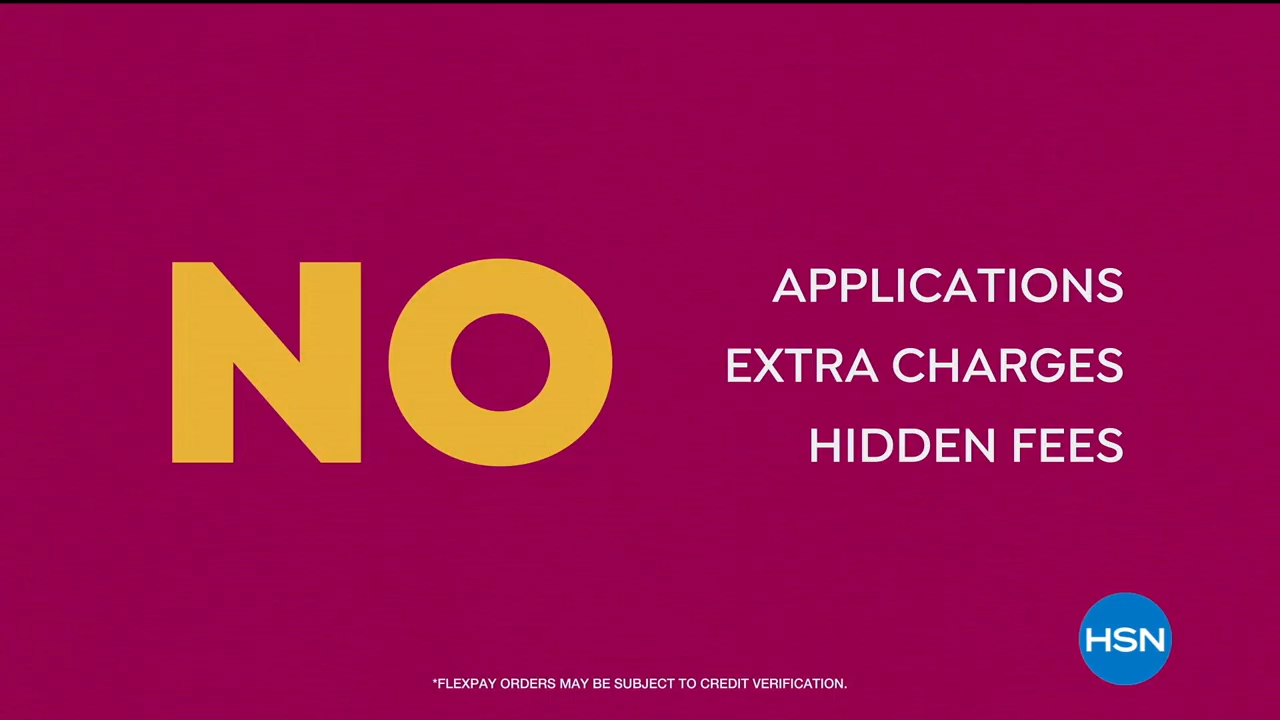 NO
APPLICATIONS
EXTRA CHARGES
HIDDEN FEES
HSN
*FLEXPAY ORDERS MAY BE SUBJECT TO CREDIT VERIFICATION.